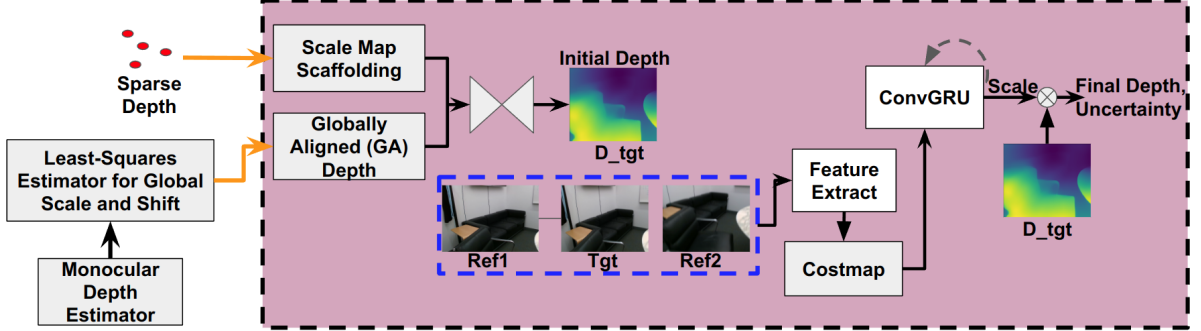 Sparse
Depth
Least-Squares
Estimator for Global
Scale and Shift
Monocular
Depth
Estimator
Scale Map
Scaffolding
Globally
Aligned (GA)
Depth
Initial Depth
D_tgt
Ref1
Tgt
Ref2
Feature
Extract
Costmap
ConvGRU
Scale
Final Depth,
Uncertainty
D_tgt